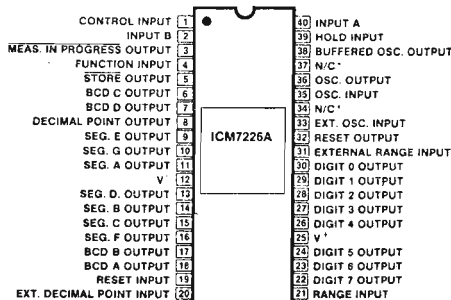 CONTROL INPUT 1
INPUT B 2
MEAS. IN PROGRESS OUTPUT 3
FUNCTION INPUT 4
STORE OUTPUT 5
BCD C OUTPUT 6
BCD D OUTPUT 7
DECIMAL POINT OUTPUT 8
SEG. E OUTPUT 9
SEG. G OUTPUT 10
SEG. A OUTPUT 11
V⁻ 12
SEG. D. OUTPUT 13
SEG. B OUTPUT 14
SEG. C OUTPUT 15
SEG. F OUTPUT 16
BCD B OUTPUT 17
BCD A OUTPUT 18
RESET INPUT 19
EXT. DECIMAL POINT INPUT 20
ICM7226A
40 INPUT A
39 HOLD INPUT
38 BUFFERED OSC. OUTPUT
37 N/C*
36 OSC. OUTPUT
35 OSC. INPUT
34 N/C*
33 EXT. OSC. INPUT
32 RESET OUTPUT
31 EXTERNAL RANGE INPUT
30 DIGIT 0 OUTPUT
29 DIGIT 1 OUTPUT
28 DIGIT 2 OUTPUT
27 DIGIT 3 OUTPUT
26 DIGIT 4 OUTPUT
25 V⁺
24 DIGIT 5 OUTPUT
23 DIGIT 6 OUTPUT
22 DIGIT 7 OUTPUT
21 RANGE INPUT